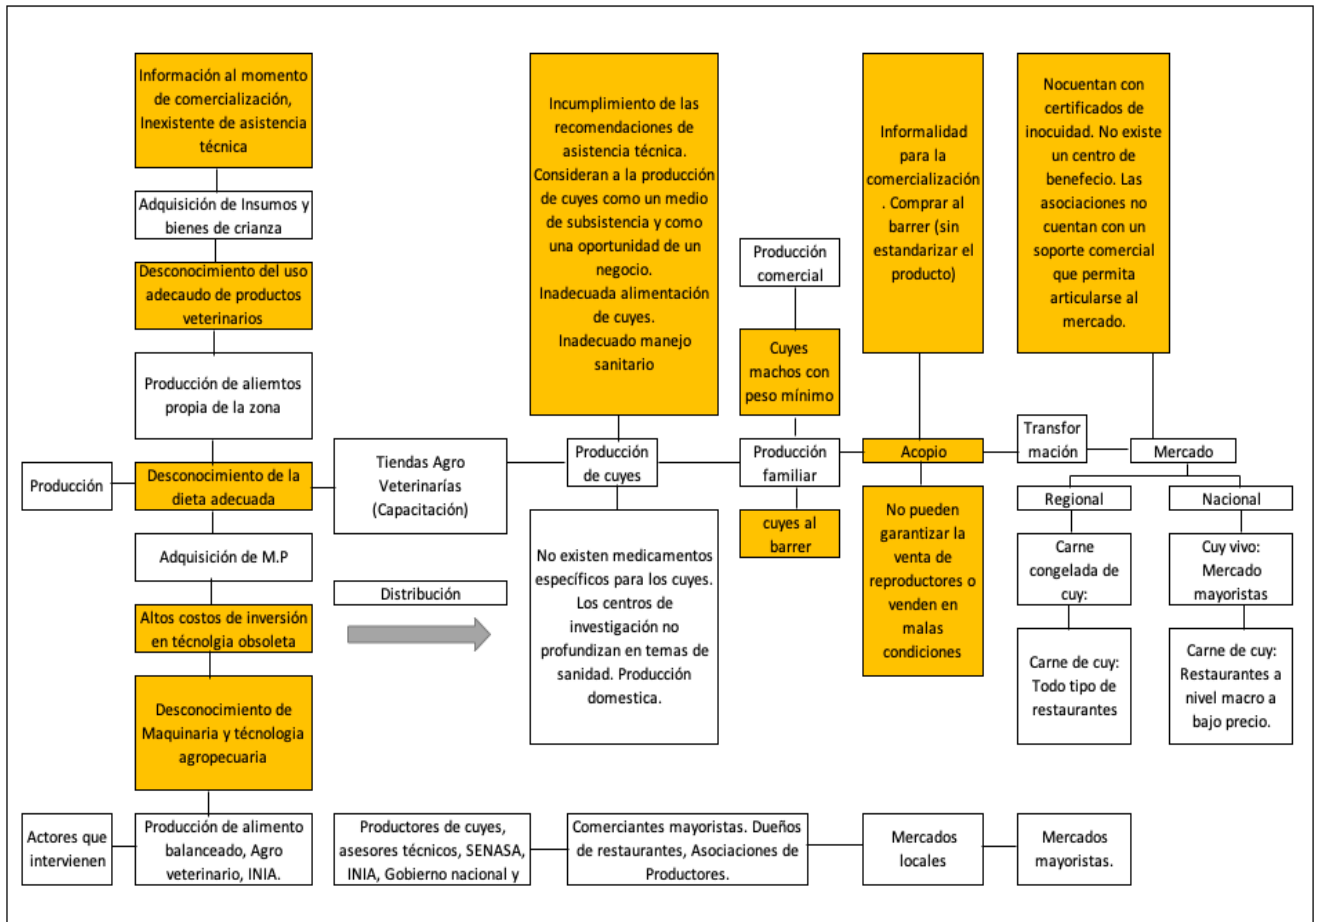 Información al momento
de comercialización,
Inexistente de asistencia
técnica
Adquisición de Insumos y
bienes de crianza
Desconocimiento del uso
adecaudo de productos
veterinarios
Producción de aliemtos
propia de la zona
Producción
Desconocimiento de la
dieta adecuada
Adquisición de M.P
Altos costos de inversión
en técnolgia obsoleta
Desconocimiento de
Maquinaria y técnologia
agropecuaria
Tiendas Agro
Veterinarías
(Capacitación)
Distribución
Incumplimiento de las
recomendaciones de
asistencia técnica.
Consideran a la producción
de cuyes como un medio
de subsistencia y como
una oportunidad de un
negocio.
Inadecuada alimentación
de cuyes.
Inadecuado manejo
sanitario
Producción
de cuyes
No existen medicamentos
específicos para los cuyes.
Los centros de
investigación no
profundizan en temas de
sanidad. Producción
domestica.
Producción
comercial
Cuyes
machos con
peso mínimo
Producción
familiar
cuyes al
barrer
Informalidad
para la
comercialización
. Comprar al
barrer (sin
estandarizar el
producto)
Acopio
No pueden
garantizar la
venta de
reproductores o
venden en
malas
condiciones
Nocuentan con
certificados de
inocuidad. No existe
un centro de
benefecio. Las
asociaciones no
cuentan con un
soporte comercial
que permita
articularse al
mercado.
Transfor
mación
Mercado
Regional
Carne
congelada de
cuy:
Carne de cuy:
Todo tipo de
restaurantes
Nacional
Cuy vivo:
Mercado
mayoristas
Carne de cuy:
Restaurantes a
nivel macro a
bajo precio.
Actores que
intervienen
Producción de alimento
balanceado, Agro
veterinario, INIA.
Productores de cuyes,
asesores técnicos, SENASA,
INIA, Gobierno nacional y
Comerciantes mayoristas. Dueños
de restaurantes, Asociaciones de
Productores.
Mercados
locales
Mercados
mayoristas.